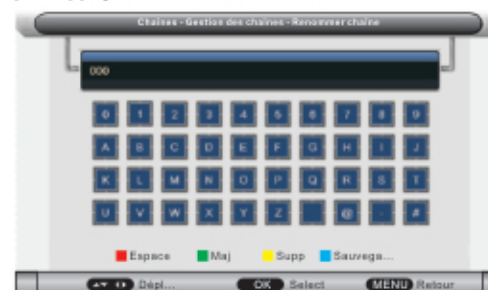 Chaînes - Gestion des chaînes - Renommer chaîne
000
0 1 2 3 4 5 6 7 8 9
A B C D E F G H I J
K L M N O P Q R S T
U V W X Y Z @ . #
Espace Maj Supp Sauvega...
Dépl... OK Select MENU Retour